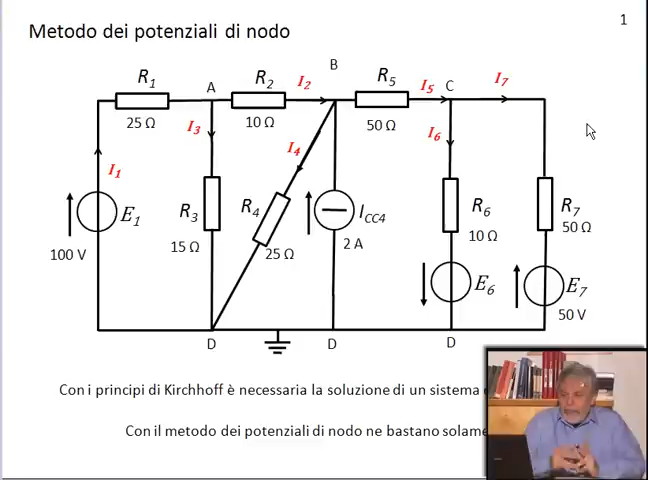 1
Metodo dei potenziali di nodo
R1
A
R2
I2
B
R5
I5
C
I7
25 Ω
I3
10 Ω
50 Ω
I6
I4
I1
E1
R3
R4
ICC4
R6
R7
100 V
15 Ω
25 Ω
2 A
10 Ω
50 Ω
E6
E7
50 V
D
D
D
Con i principi di Kirchhoff è necessaria la soluzione di un sistema
Con il metodo dei potenziali di nodo ne bastano